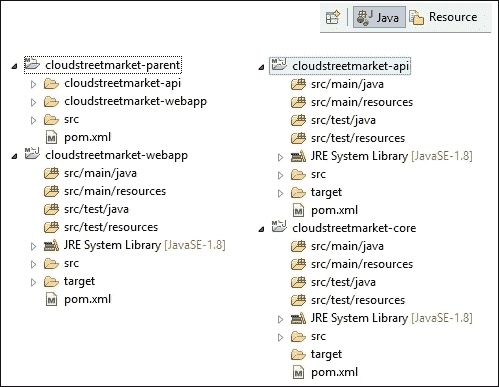 Java
Resource
cloudstreetmarket-parent
cloudstreetmarket-api
cloudstreetmarket-webapp
src
pom.xml
cloudstreetmarket-webapp
src/main/java
src/main/resources
src/test/java
src/test/resources
JRE System Library [JavaSE-1.8]
src
target
pom.xml
cloudstreetmarket-api
src/main/java
src/main/resources
src/test/java
src/test/resources
JRE System Library [JavaSE-1.8]
src
target
pom.xml
cloudstreetmarket-core
src/main/java
src/main/resources
src/test/java
src/test/resources
JRE System Library [JavaSE-1.8]
src
target
pom.xml